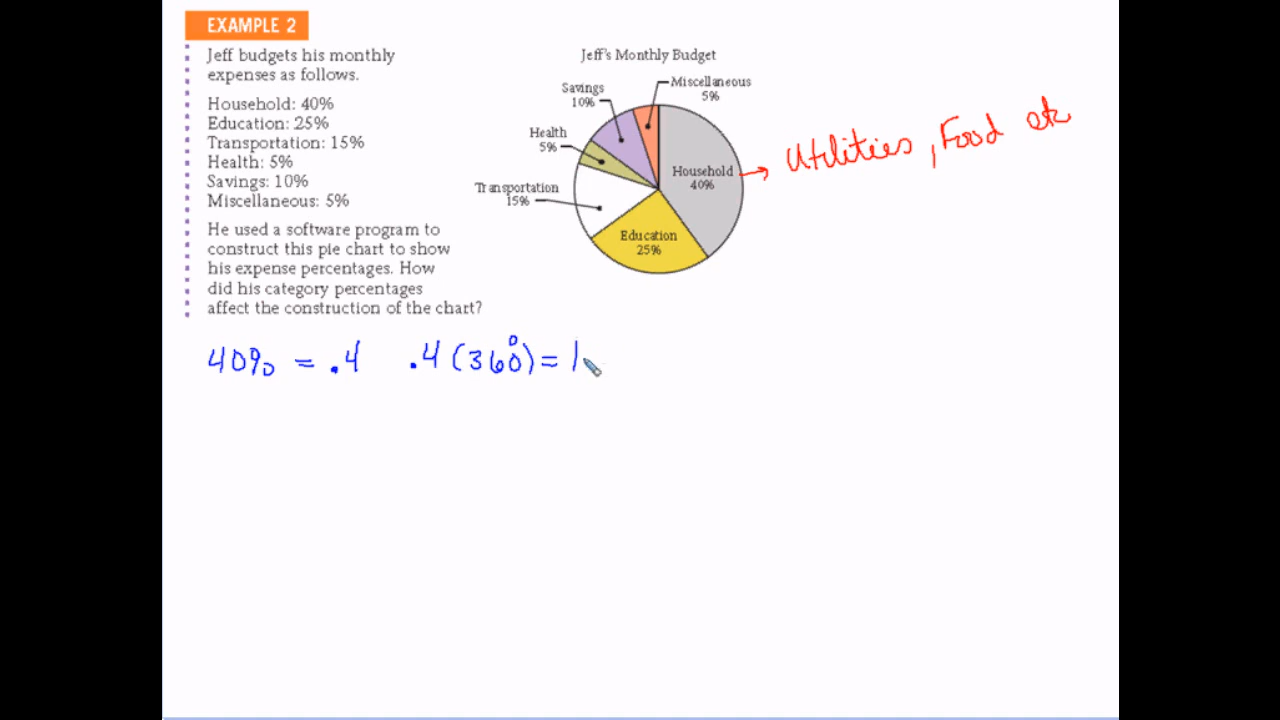 EXAMPLE 2
Jeff budgets his monthly
expenses as follows.
Household: 40%
Education: 25%
Transportation: 15%
Health: 5%
Savings: 10%
Miscellaneous: 5%
He used a software program to
construct this pie chart to show
his expense percentages. How
did his category percentages
affect the construction of the chart?
Jeff's Monthly Budget
Miscellaneous
5%
Savings
10%
Health
5%
Transportation
15%
Education
25%
Household
40%
→ Utilities, Food etc
40% = .4 .4 (360°) = 1